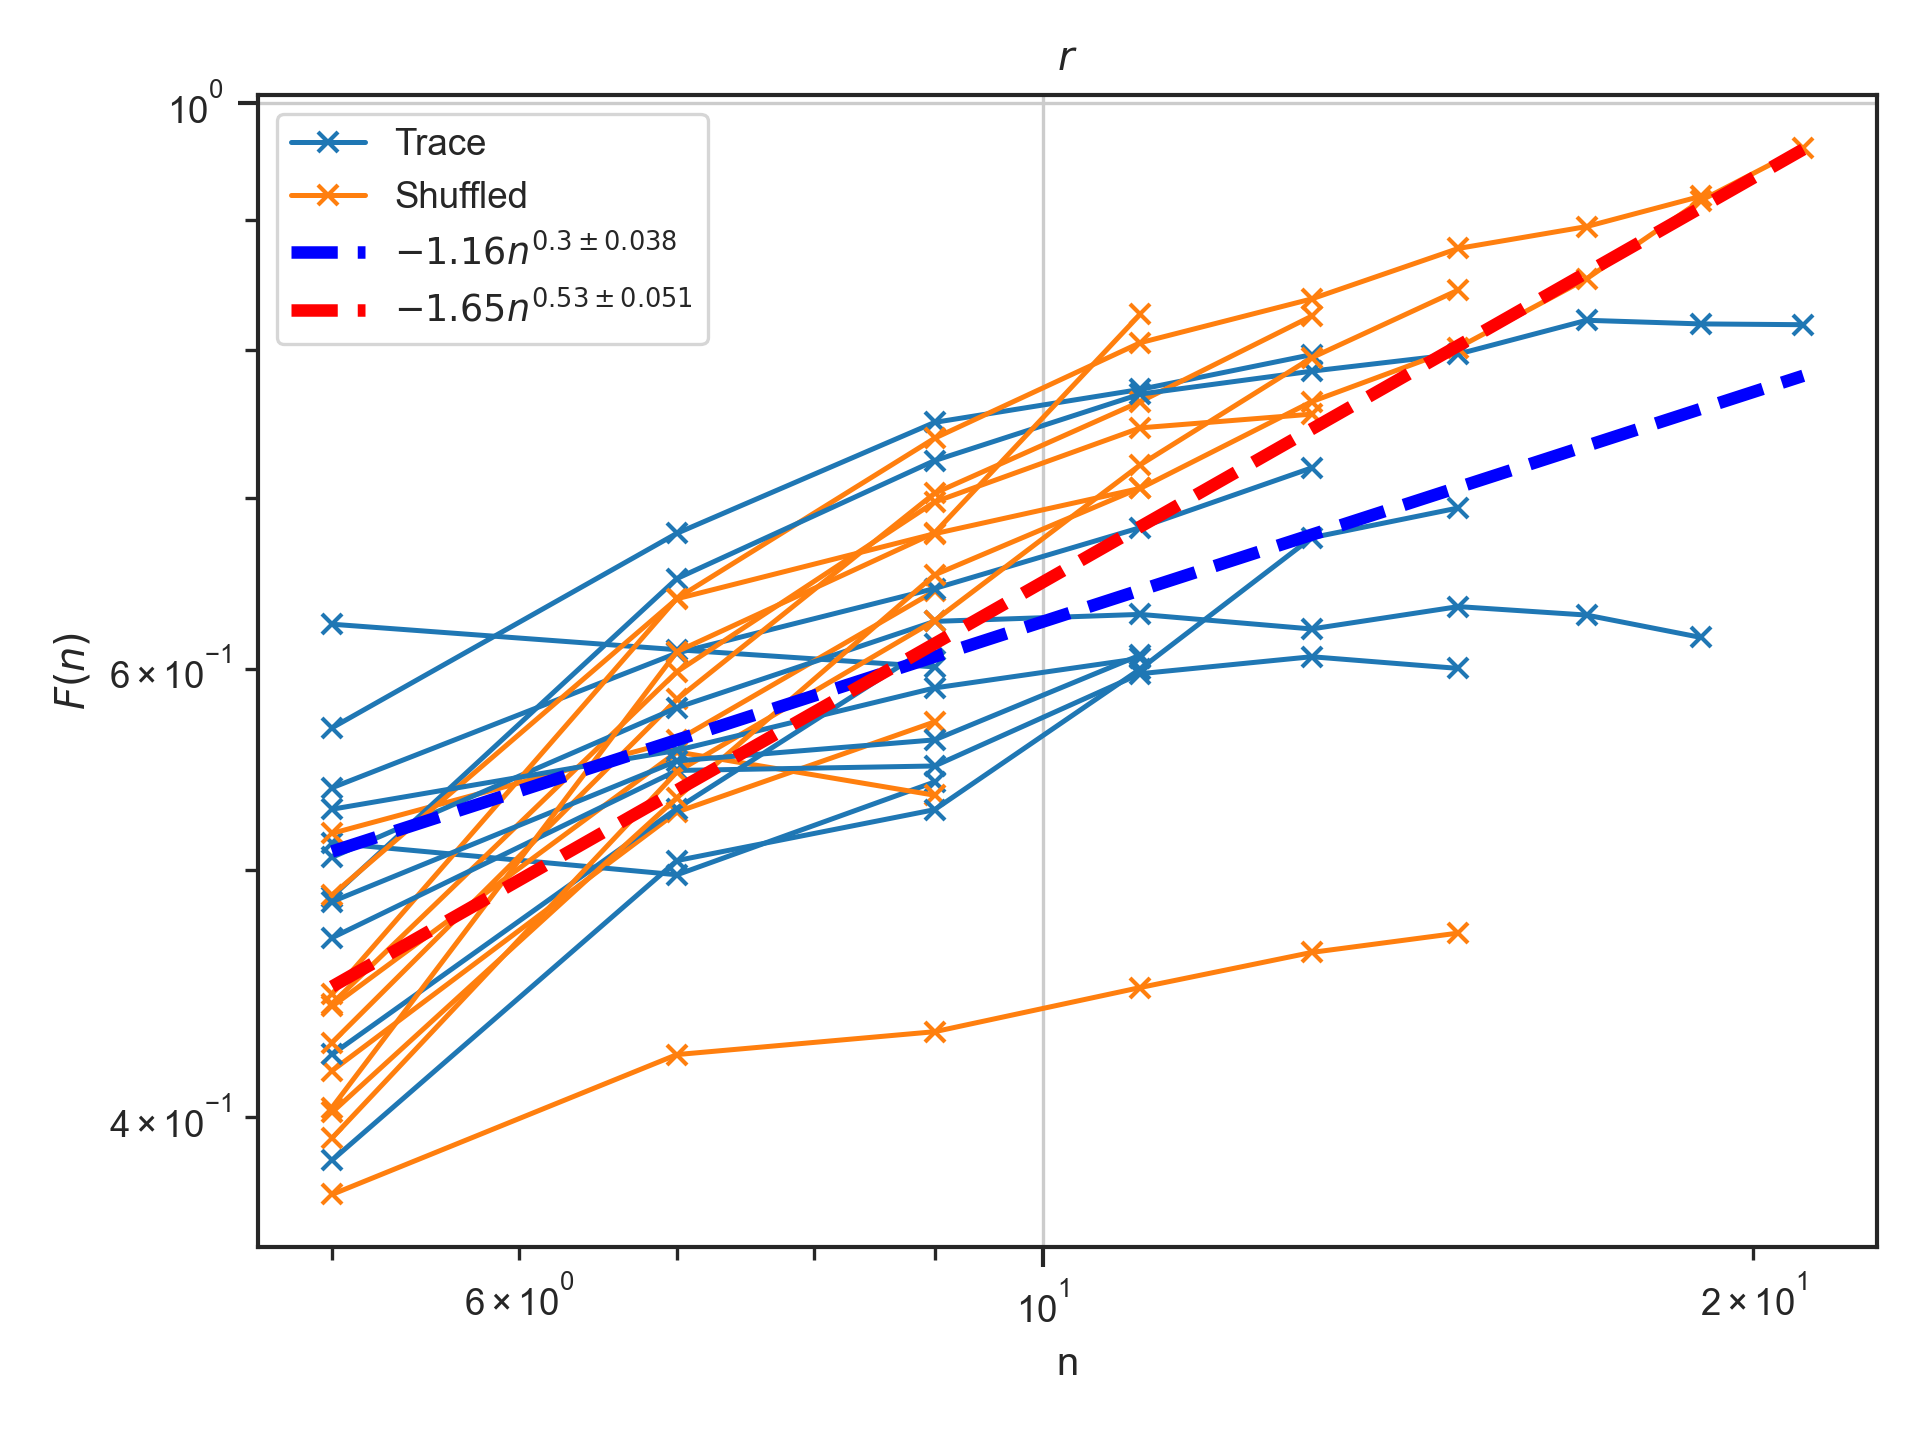 r
10⁰
Trace
Shuffled
−1.16n^{0.3±0.038}
−1.65n^{0.53±0.051}
F(n)
6×10⁻¹
4×10⁻¹
6×10⁰
10¹
2×10¹
n